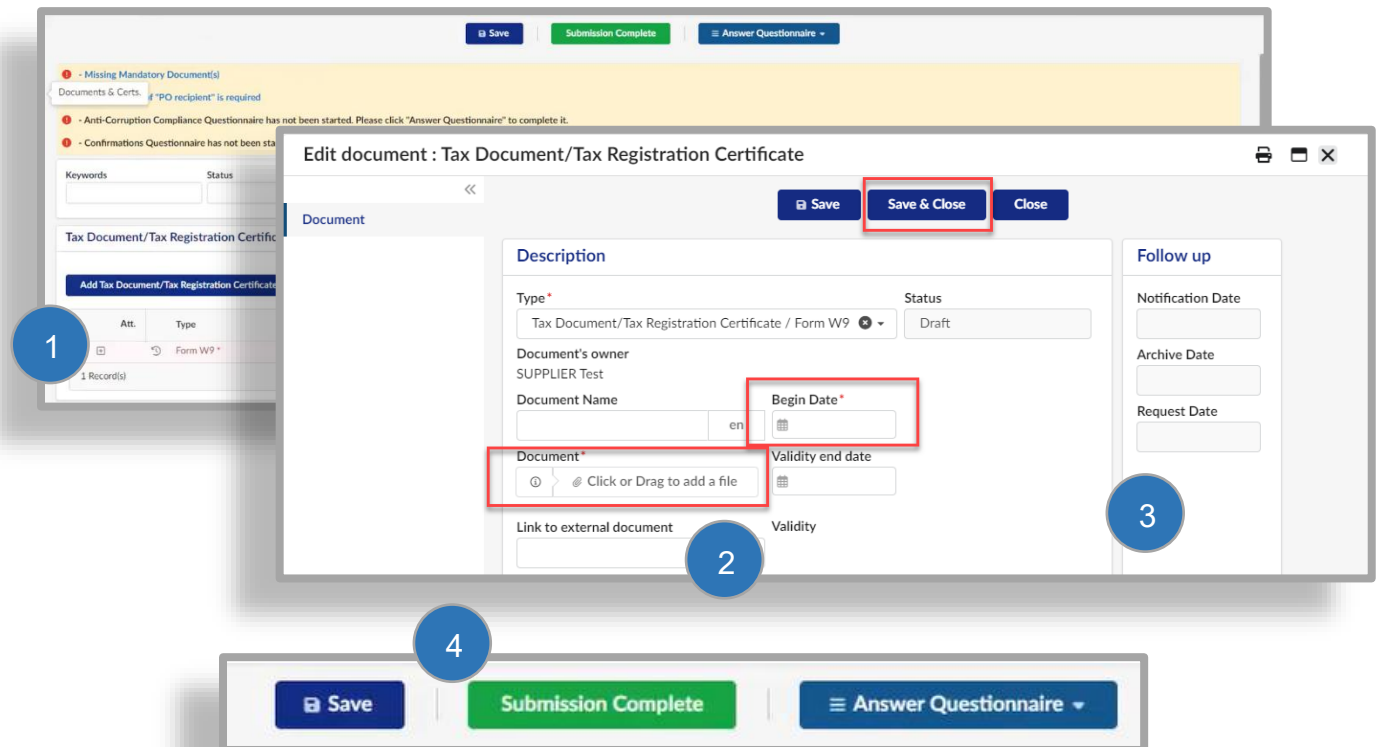 Save
Submission Complete
Answer Questionnaire
- Missing Mandatory Document(s)
Documents & Certs.
of "PO recipient" is required
- Anti-Corruption Compliance Questionnaire has not been started. Please click "Answer Questionnaire" to complete it.
- Confirmations Questionnaire has not been sta
Keywords
Status
Tax Document/Tax Registration Certific
Add Tax Document/Tax Registration Certificate
Att.
Type
Form W9 *
1 Record(s)
1
Edit document : Tax Document/Tax Registration Certificate
Document
Save
Save & Close
Close
Description
Type*
Status
Tax Document/Tax Registration Certificate / Form W9
Draft
Document's owner
SUPPLIER Test
Document Name
Begin Date*
en
Document*
Validity end date
Click or Drag to add a file
Link to external document
Validity
2
Follow up
Notification Date
Archive Date
Request Date
3
4
Save
Submission Complete
Answer Questionnaire